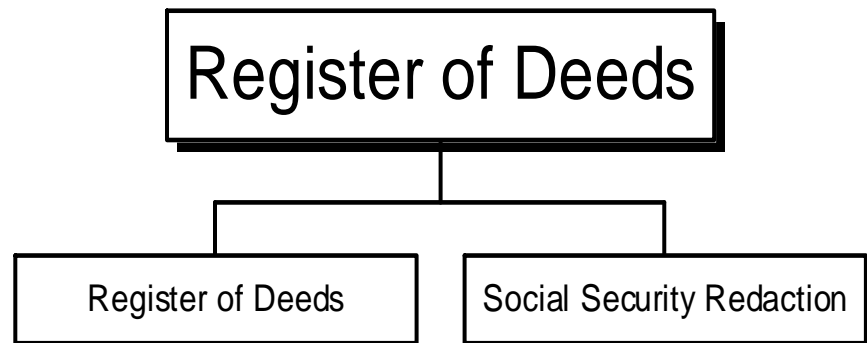 Register of Deeds
Register of Deeds
Social Security Redaction